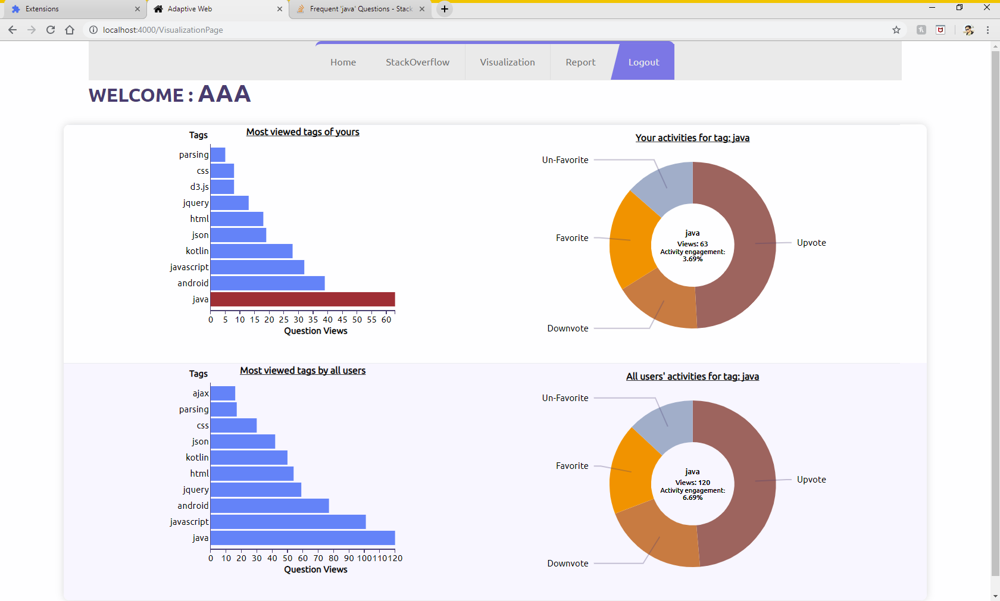 Extensions
Adaptive Web
Frequent 'java' Questions - Stack
localhost:4000/VisualizationPage
Home
StackOverflow
Visualization
Report
Logout
WELCOME : AAA
Most viewed tags of yours
Tags
parsing
css
d3.js
jquery
html
json
kotlin
javascript
android
java
0 5 10 15 20 25 30 35 40 45 50 55 60
Question Views
Your activities for tag: java
Un-Favorite
Favorite
Downvote
Upvote
java
Views: 63
Activity engagement:
3.69%
Most viewed tags by all users
Tags
ajax
parsing
css
json
kotlin
html
jquery
android
javascript
java
0 10 20 30 40 50 60 70 80 90 100 110 120
Question Views
All users' activities for tag: java
Un-Favorite
Favorite
Downvote
Upvote
java
Views: 120
Activity engagement:
6.69%